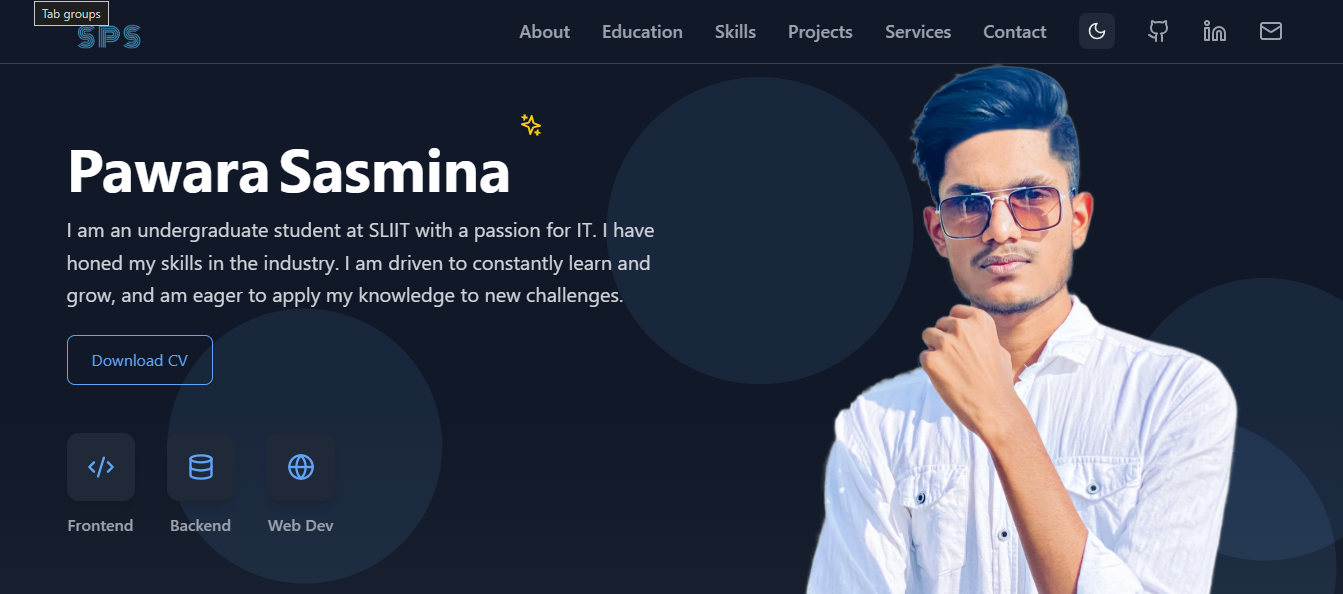 Tab groups
SPS
About Education Skills Projects Services Contact
Pawara Sasmina
I am an undergraduate student at SLIIT with a passion for IT. I have
honed my skills in the industry. I am driven to constantly learn and
grow, and am eager to apply my knowledge to new challenges.
Download CV
Frontend Backend Web Dev